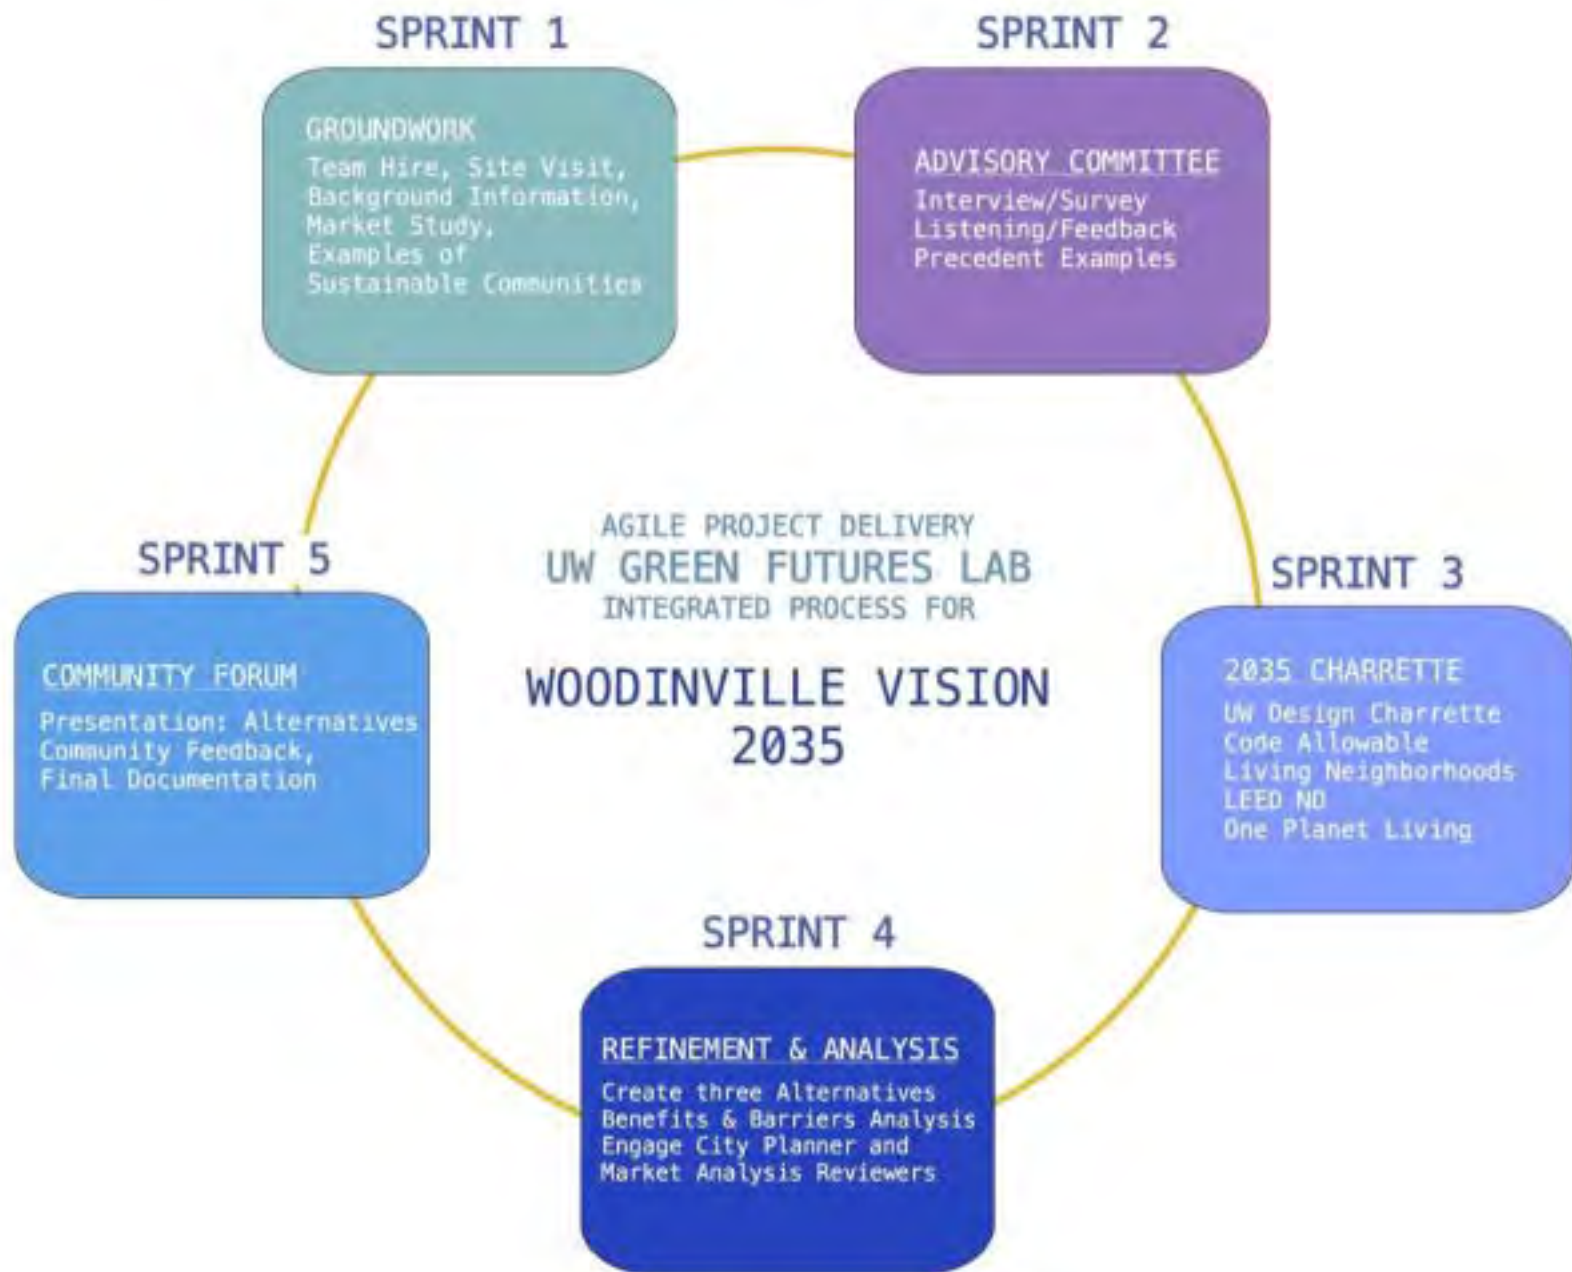 SPRINT 1
GROUNDWORK
Team Hire, Site Visit,
Background Information,
Market Study,
Examples of
Sustainable Communities
SPRINT 2
ADVISORY COMMITTEE
Interview/Survey
Listening/Feedback
Precedent Examples
AGILE PROJECT DELIVERY
UW GREEN FUTURES LAB
INTEGRATED PROCESS FOR
WOODINVILLE VISION
2035
SPRINT 3
2035 CHARRETTE
UW Design Charrette
Code Allowable
Living Neighborhoods
LEED ND
One Planet Living
SPRINT 4
REFINEMENT & ANALYSIS
Create three Alternatives
Benefits & Barriers Analysis
Engage City Planner and
Market Analysis Reviewers
SPRINT 5
COMMUNITY FORUM
Presentation: Alternatives
Community Feedback,
Final Documentation